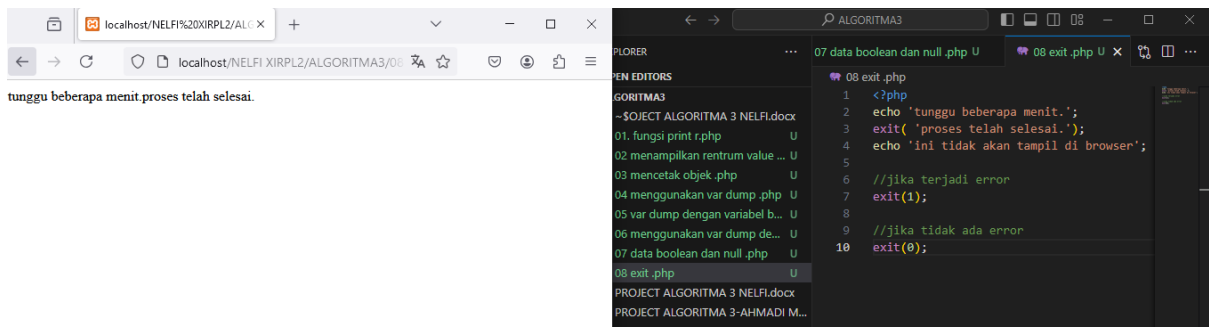 localhost/NELFI%20XIRPL2/ALG
localhost/NELFI XIRPL2/ALGORITMA3/08
tunggu beberapa menit.proses telah selesai.
ALGORITMA3
PLORER
07 data boolean dan null .php U
08 exit .php U
PEN EDITORS
08 exit .php
GORITMA3
~$OJECT ALGORITMA 3 NELFI.docx
01. fungsi print r.php U
02 menampilkan rentrum value ... U
03 mencetak objek .php U
04 menggunakan var dump .php U
05 var dump dengan variabel b... U
06 menggunakan var dump de... U
07 data boolean dan null .php U
08 exit .php U
PROJECT ALGORITMA 3 NELFI.docx
PROJECT ALGORITMA 3-AHMADI M...
1 <?php
2 echo 'tunggu beberapa menit.';
3 exit( 'proses telah selesai.');
4 echo 'ini tidak akan tampil di browser';
5
6 //jika terjadi error
7 exit(1);
8
9 //jika tidak ada error
10 exit(0);